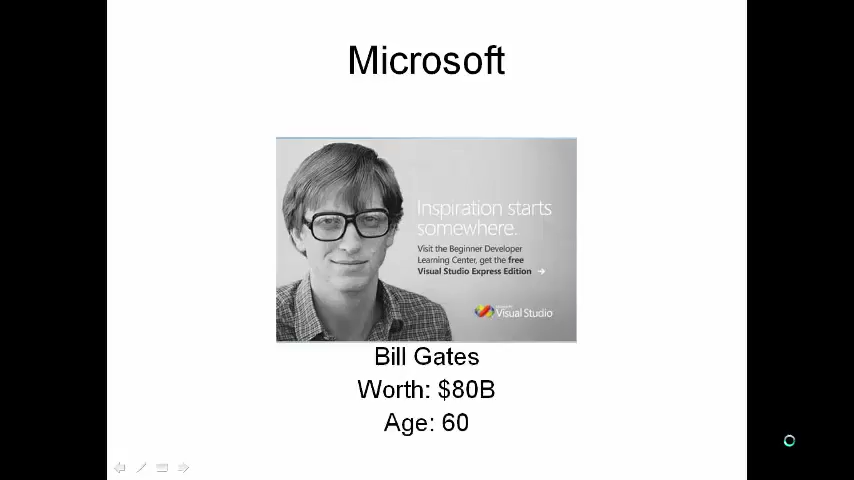 Microsoft
Inspiration starts
somewhere.
Visit the Beginner Developer
Learning Center, get the free
Visual Studio Express Edition
Visual Studio
Bill Gates
Worth: $80B
Age: 60